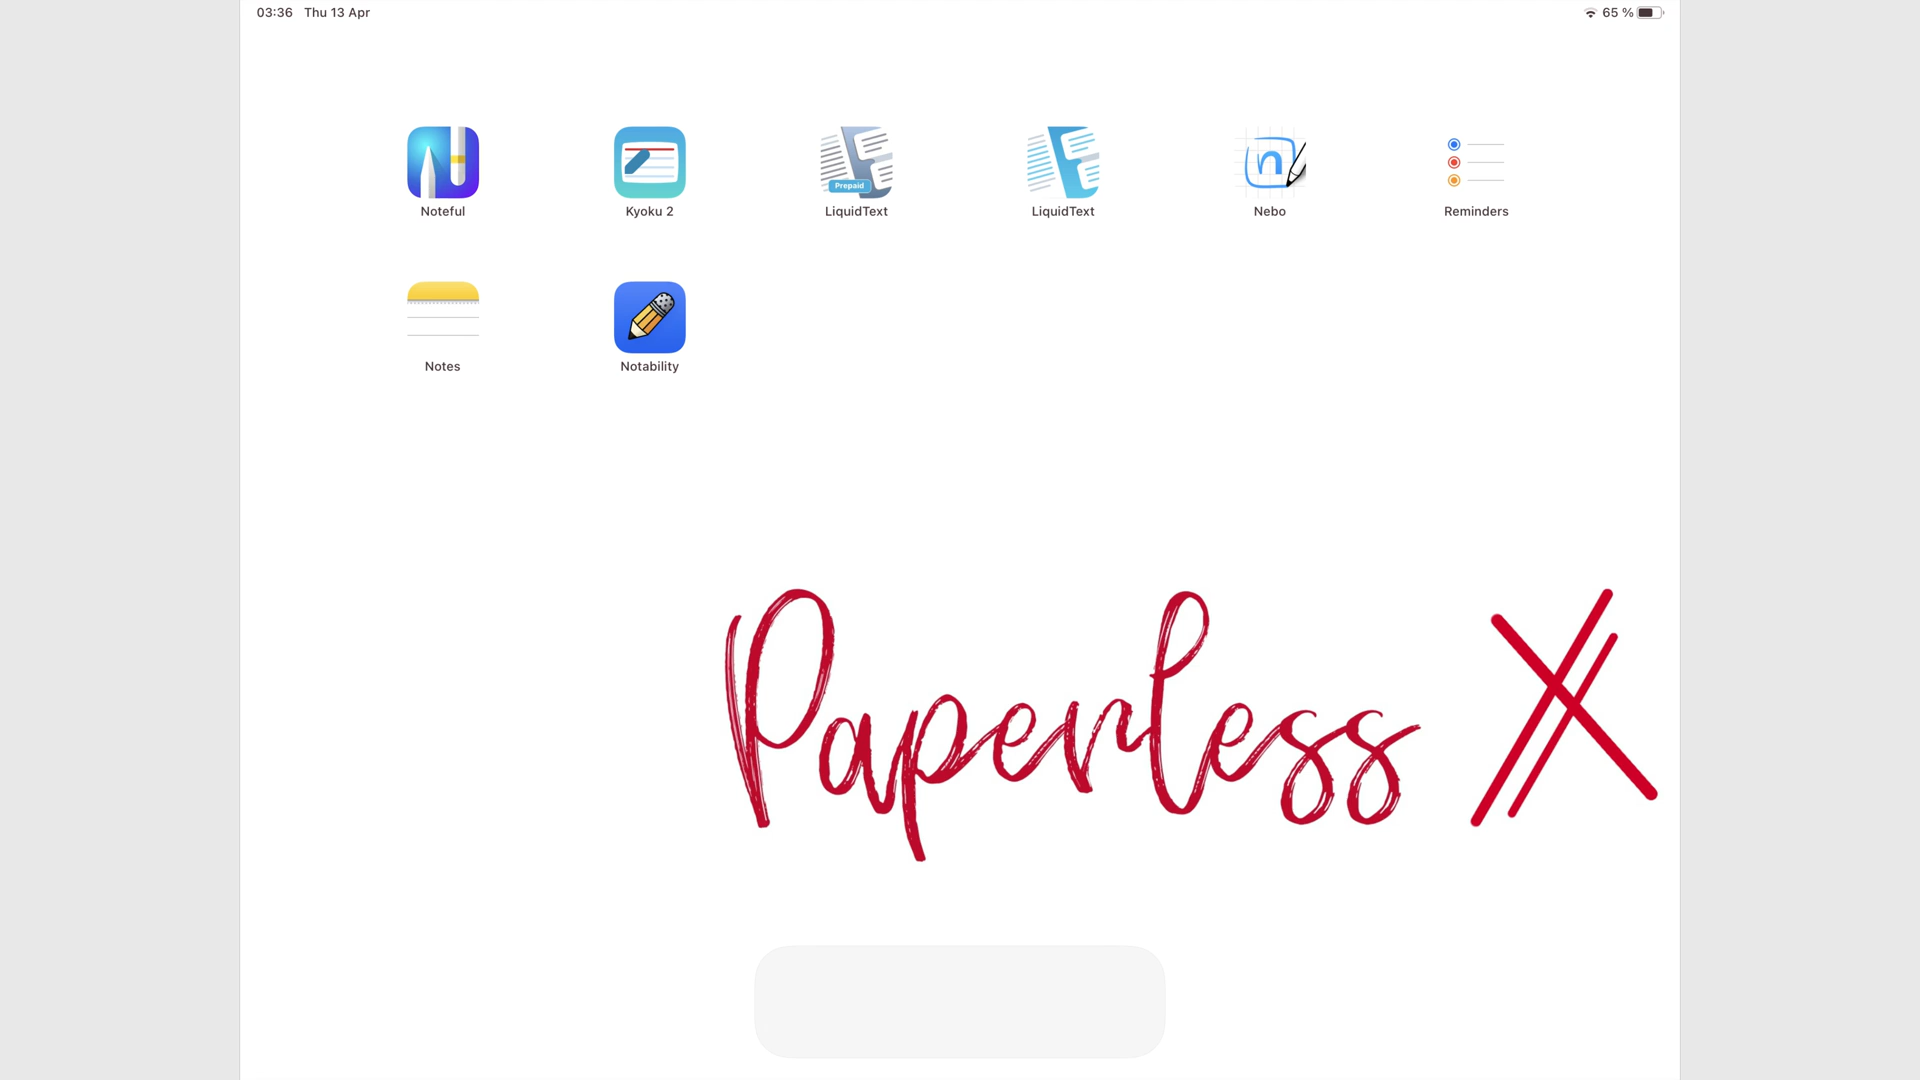 03:36 Thu 13 Apr 65 %
Prepaid
Noteful Kyoku 2 LiquidText LiquidText Nebo Reminders
Notes Notability
Paperless X